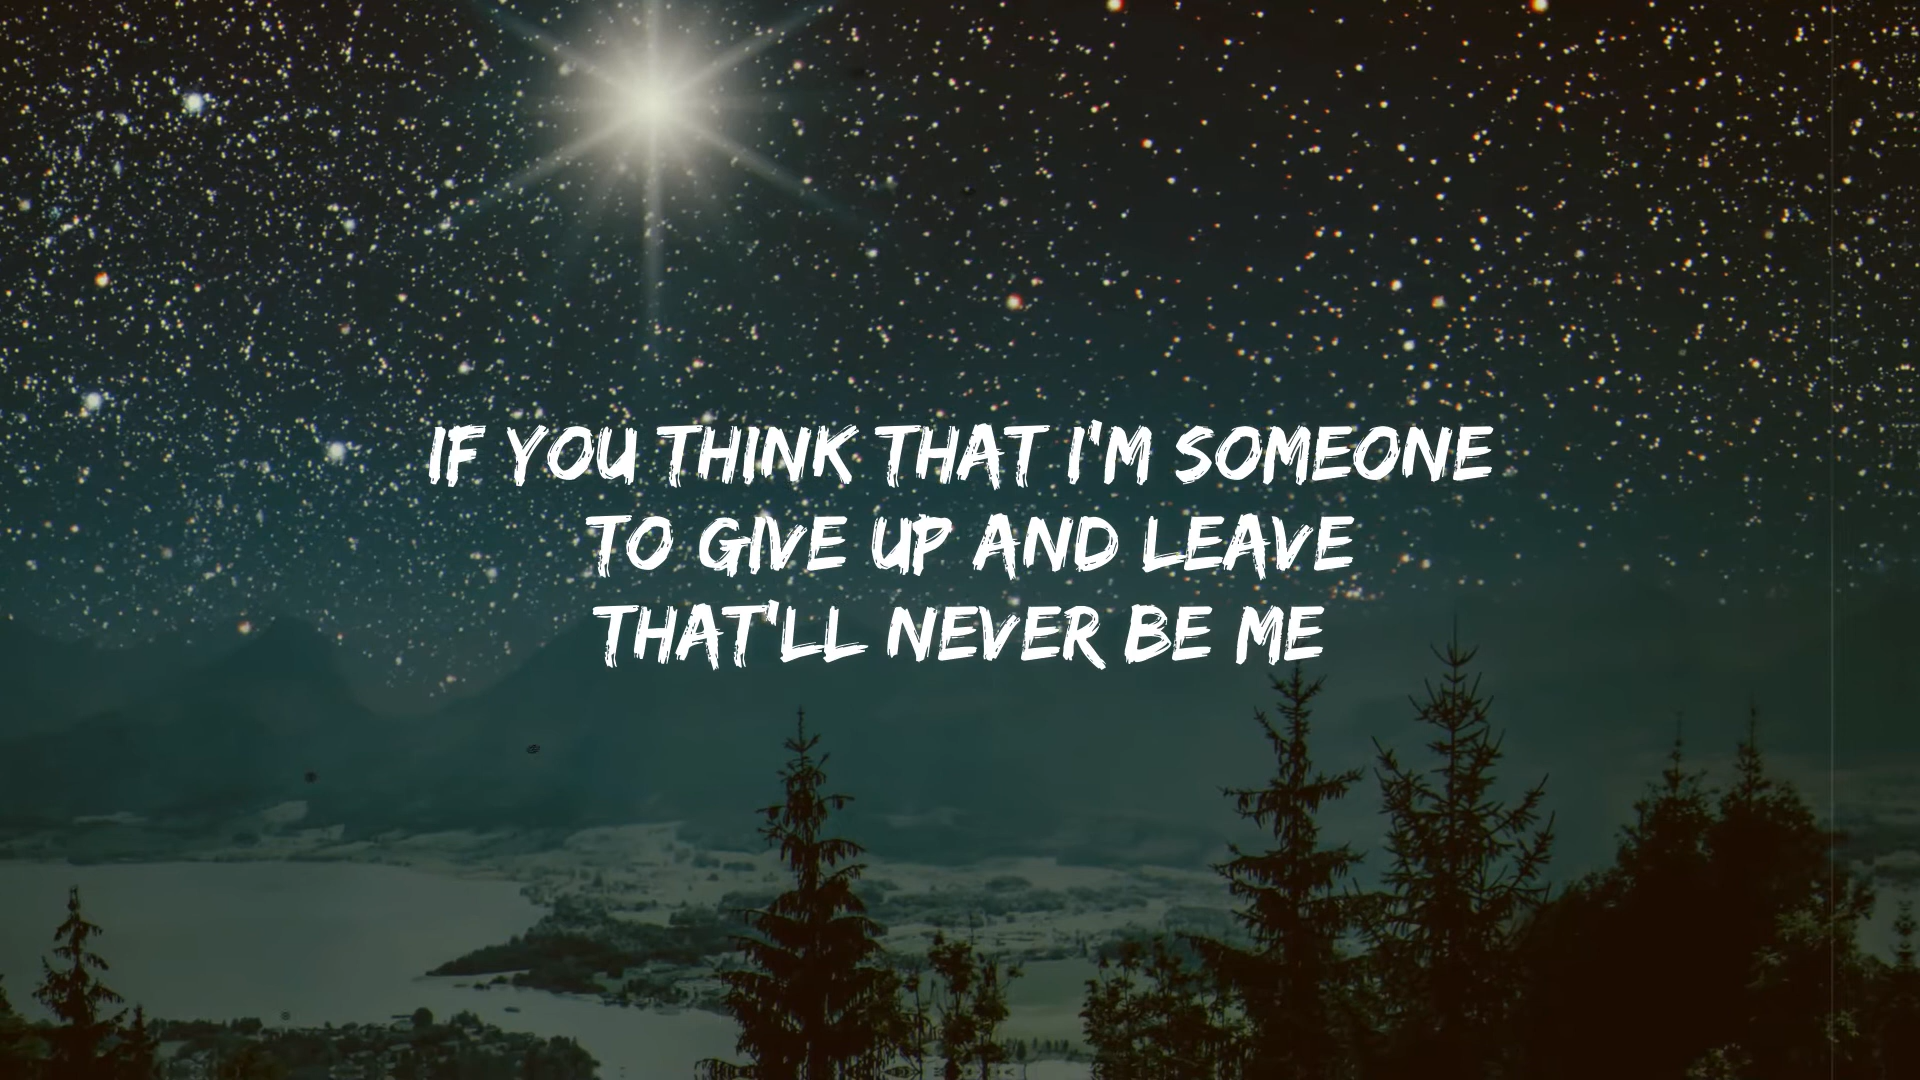 IF YOU THINK THAT I'M SOMEONE
TO GIVE UP AND LEAVE
THAT'LL NEVER BE ME